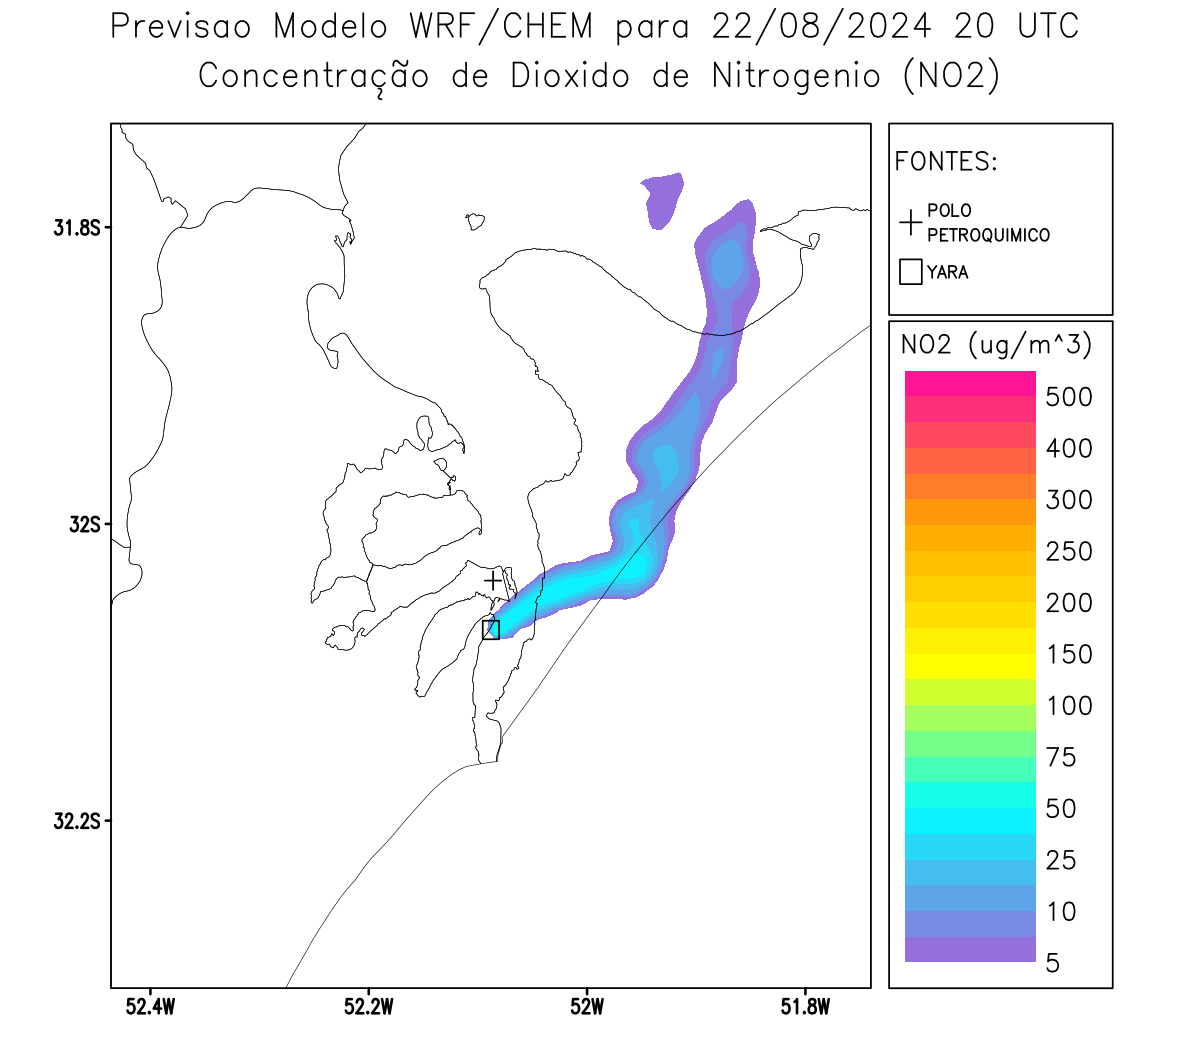 Previsao Modelo WRF/CHEM para 22/08/2024 20 UTC
Concentração de Dioxido de Nitrogenio (NO2)
FONTES:
POLO
PETROQUIMICO
YARA
31.8S
32S
32.2S
52.4W
52.2W
52W
51.8W
NO2 (ug/m^3)
500
400
300
250
200
150
100
75
50
25
10
5